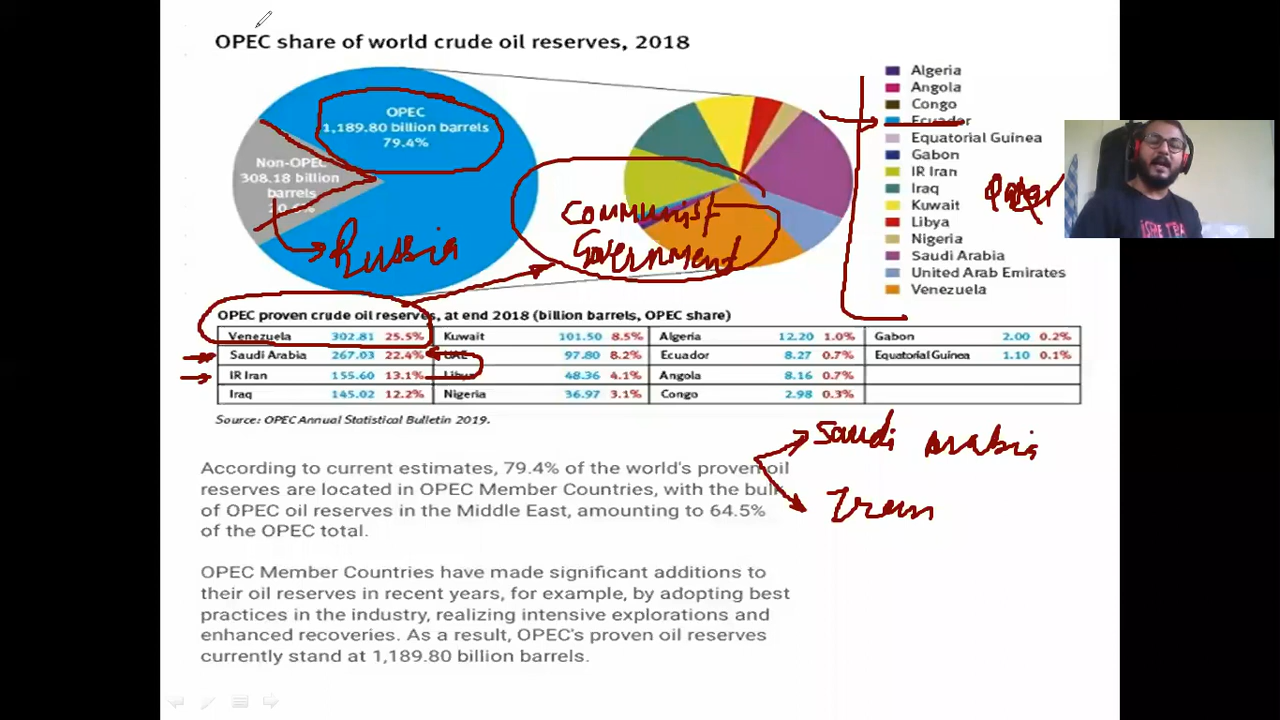 OPEC share of world crude oil reserves, 2018
OPEC
1,189.80 billion barrels
79.4%
Non-OPEC
308.18 billion
barrels
Russia
Communist
Government
Algeria
Angola
Congo
Ecuador
Equatorial Guinea
Gabon
IR Iran
Iraq
Kuwait
Libya
Nigeria
Saudi Arabia
United Arab Emirates
Venezuela
OPEC proven crude oil reserves, at end 2018 (billion barrels, OPEC share)
Venezuela 302.81 25.5% Kuwait 101.50 8.5% Algeria 12.20 1.0% Gabon 2.00 0.2%
Saudi Arabia 267.03 22.4% UAE 97.80 8.2% Ecuador 8.27 0.7% Equatorial Guinea 1.10 0.1%
IR Iran 155.60 13.1% Libya 48.36 4.1% Angola 8.16 0.7%
Iraq 145.02 12.2% Nigeria 36.97 3.1% Congo 2.98 0.3%
Source: OPEC Annual Statistical Bulletin 2019.
Saudi Arabia
Iran
According to current estimates, 79.4% of the world's proven oil
reserves are located in OPEC Member Countries, with the bulk
of OPEC oil reserves in the Middle East, amounting to 64.5%
of the OPEC total.
OPEC Member Countries have made significant additions to
their oil reserves in recent years, for example, by adopting best
practices in the industry, realizing intensive explorations and
enhanced recoveries. As a result, OPEC's proven oil reserves
currently stand at 1,189.80 billion barrels.